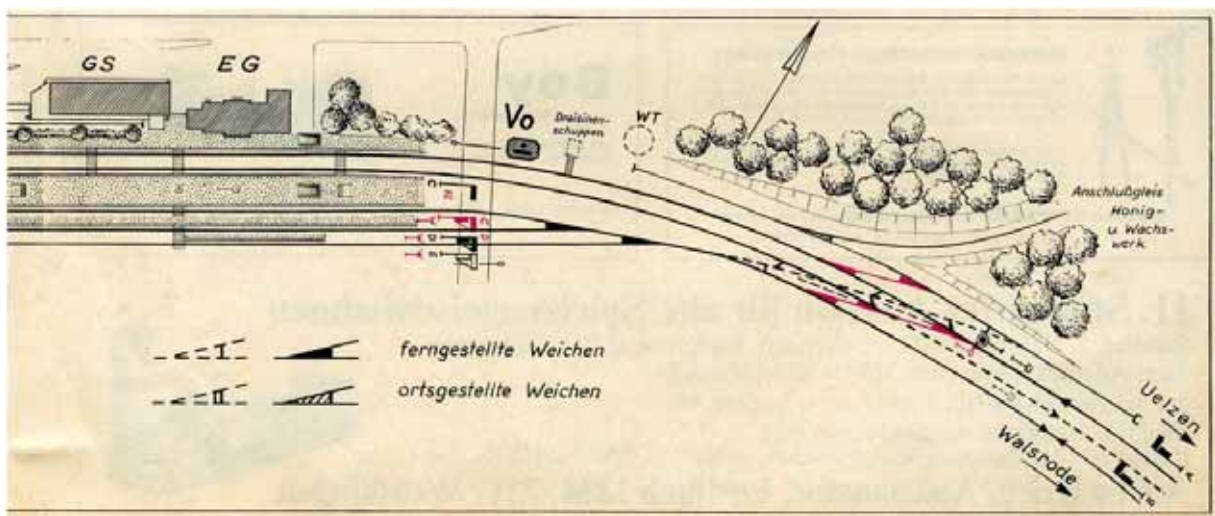 GS
EG
Vo
Draisinen-
schuppen
WT
Anschlußgleis
Honig-
u. Wachs-
werk
ferngestellte Weichen
ortsgestellte Weichen
Uelzen
Walsrode